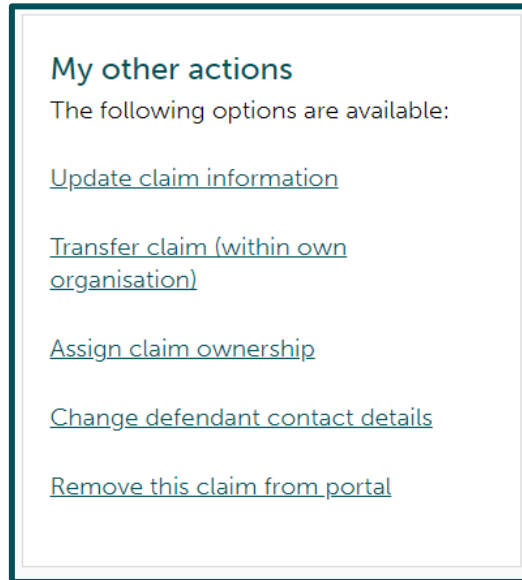 My other actions
The following options are available:
Update claim information
Transfer claim (within own
organisation)
Assign claim ownership
Change defendant contact details
Remove this claim from portal